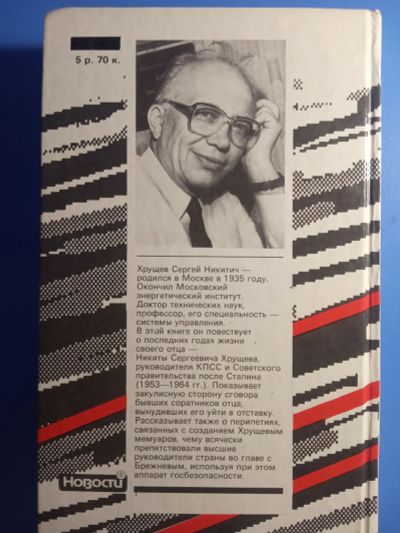 5 р. 70 к.
Хрущев Сергей Никитич —
родился в Москве в 1935 году.
Окончил Московский
энергетический институт.
Доктор технических наук,
профессор, его специальность —
системы управления.
В этой книге он повествует
о последних годах жизни
своего отца —
Никиты Сергеевича Хрущева,
руководителя КПСС и Советского
правительства после Сталина
(1953—1964 гг.). Показывает
закулисную сторону сговора
бывших соратников отца,
вынудивших его уйти в отставку.
Рассказывает также о перипетиях,
связанных с созданием Хрущевым
мемуаров, чему всячески
препятствовали высшие
руководители страны во главе с
Брежневым, используя при этом
аппарат госбезопасности.
Новости